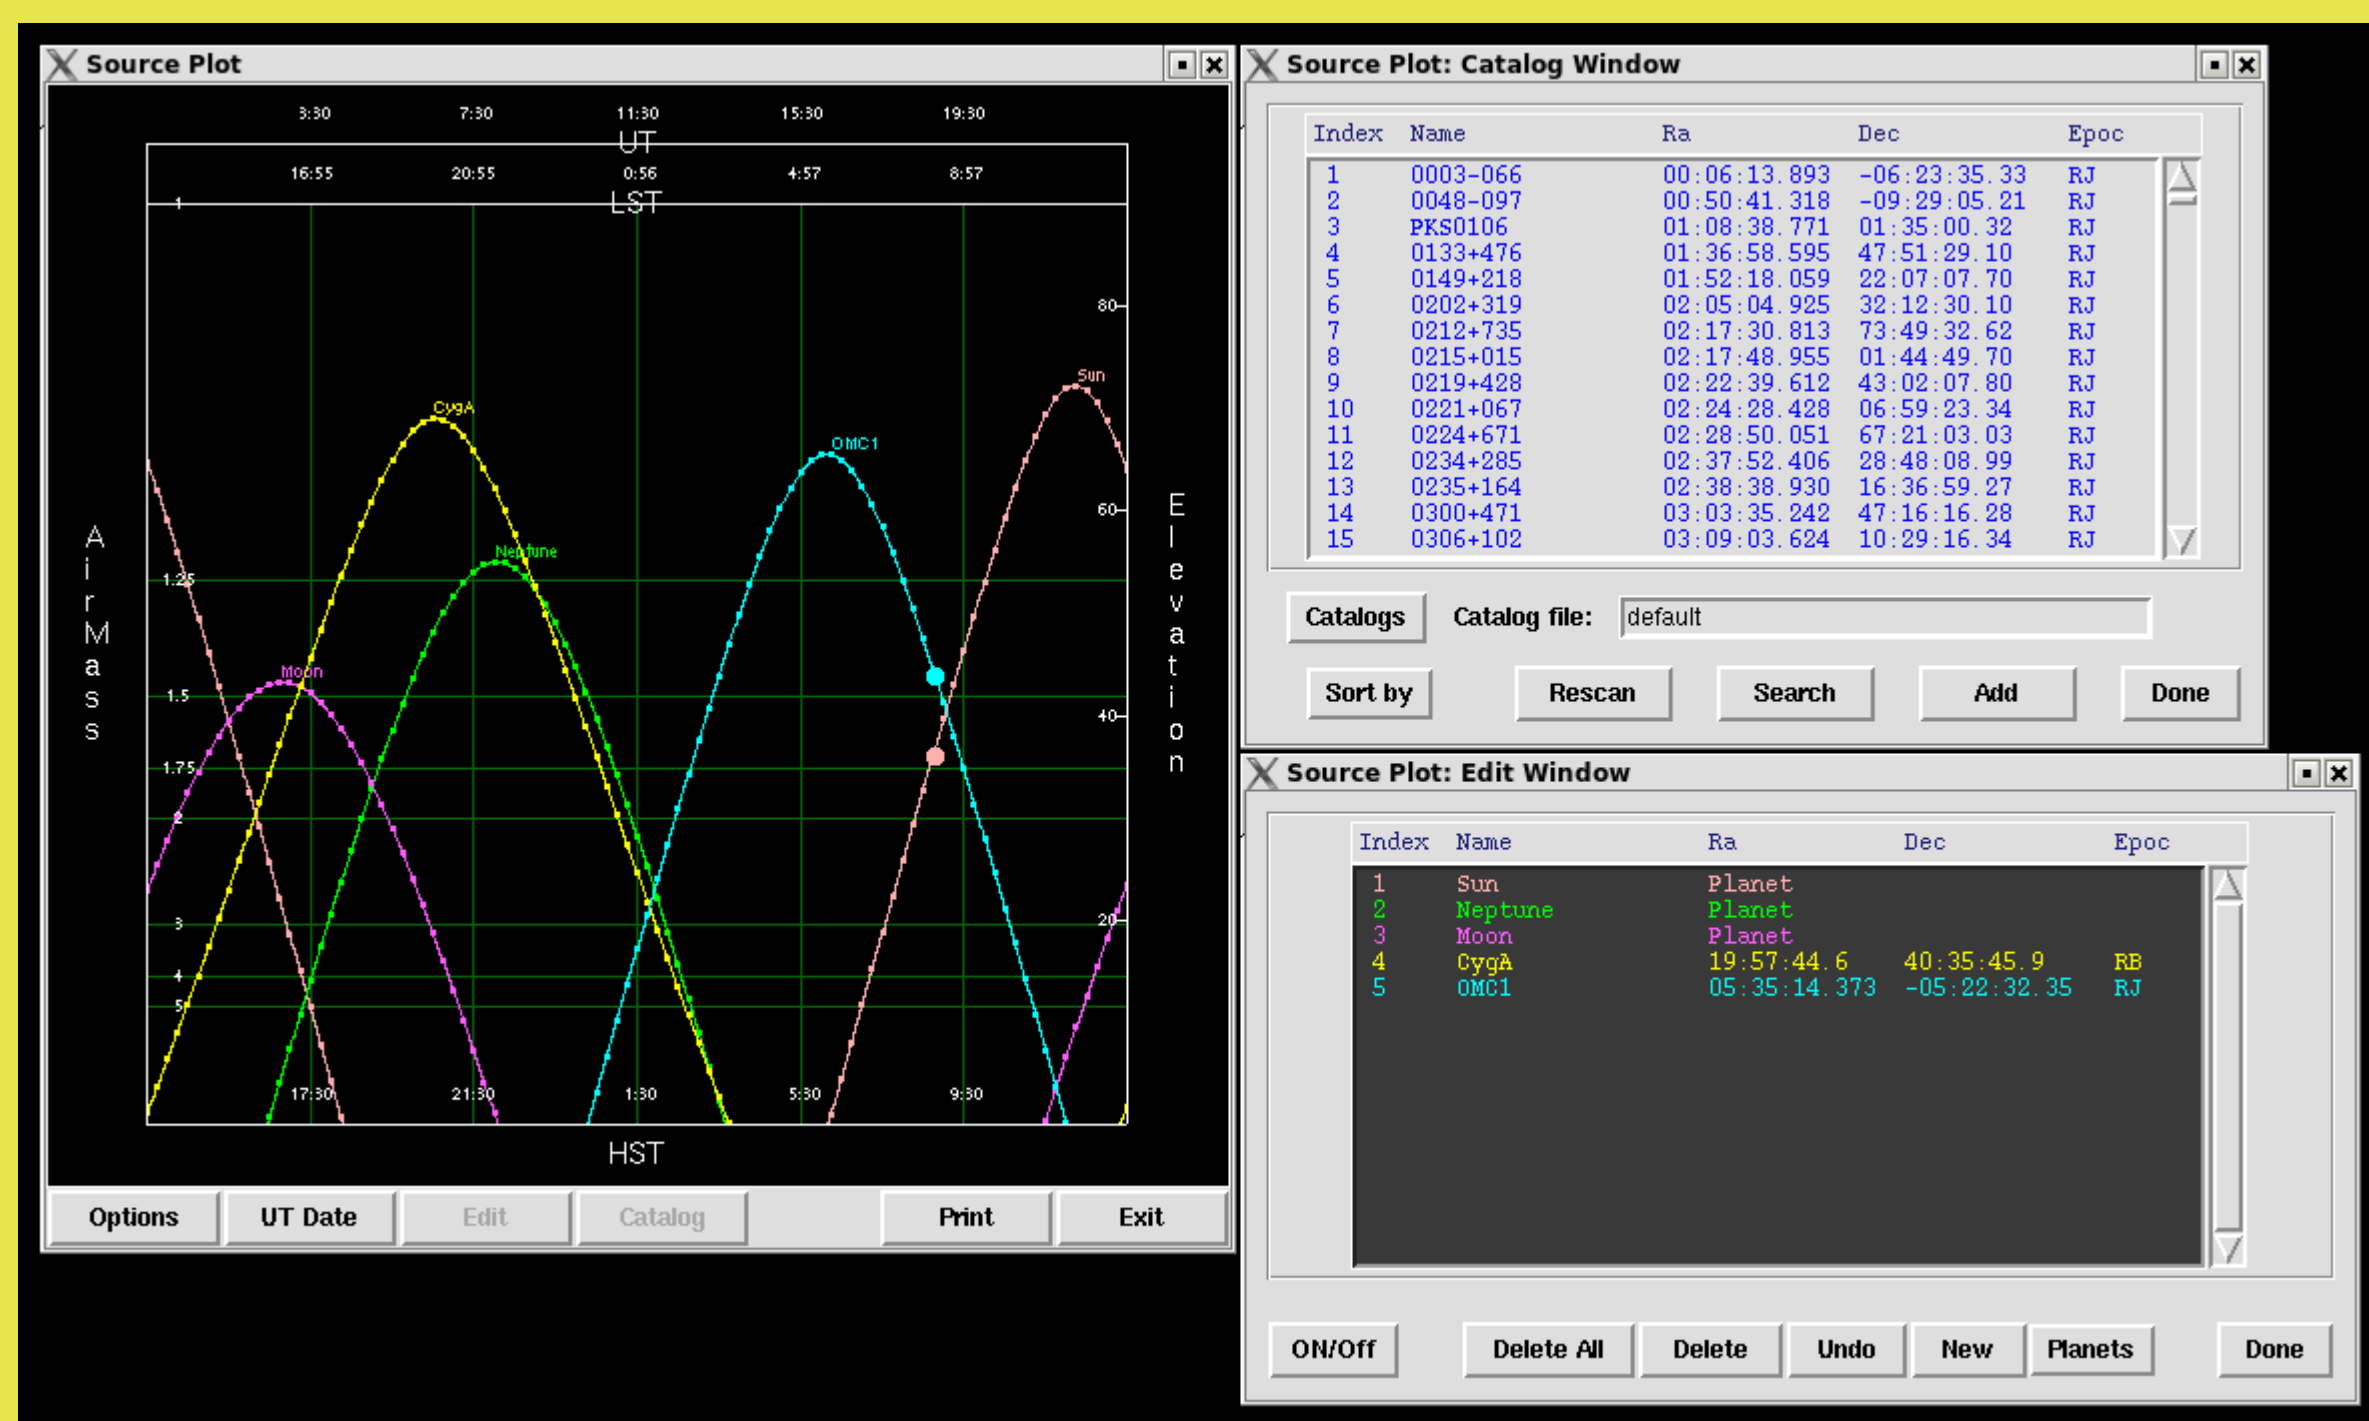 Source Plot
3:30 7:30 11:30 15:30 19:30
UT
16:55 20:55 0:56 4:57 8:57
LST
1
80
Sun
CygA
OMC1
60
Neptune
1.25
AirMass
Elevation
Moon
1.5
40
1.75
2
20
3
4
5
17:30 21:30 1:30 5:30 9:30
HST
Options UT Date Edit Catalog Print Exit
Source Plot: Catalog Window
Index Name Ra Dec Epoc
1 0003-066 00:06:13.893 -06:23:35.33 RJ
2 0048-097 00:50:41.318 -09:29:05.21 RJ
3 PKS0106 01:08:38.771 01:35:00.32 RJ
4 0133+476 01:36:58.595 47:51:29.10 RJ
5 0149+218 01:52:18.059 22:07:07.70 RJ
6 0202+319 02:05:04.925 32:12:30.10 RJ
7 0212+735 02:17:30.813 73:49:32.62 RJ
8 0215+015 02:17:48.955 01:44:49.70 RJ
9 0219+428 02:22:39.612 43:02:07.80 RJ
10 0221+067 02:24:28.428 06:59:23.34 RJ
11 0224+671 02:28:50.051 67:21:03.03 RJ
12 0234+285 02:37:52.406 28:48:08.99 RJ
13 0235+164 02:38:38.930 16:36:59.27 RJ
14 0300+471 03:03:35.242 47:16:16.28 RJ
15 0306+102 03:09:03.624 10:29:16.34 RJ
Catalogs Catalog file: default
Sort by Rescan Search Add Done
Source Plot: Edit Window
Index Name Ra Dec Epoc
1 Sun Planet
2 Neptune Planet
3 Moon Planet
4 CygA 19:57:44.6 40:35:45.9 RB
5 OMC1 05:35:14.373 -05:22:32.35 RJ
ON/Off Delete All Delete Undo New Planets Done